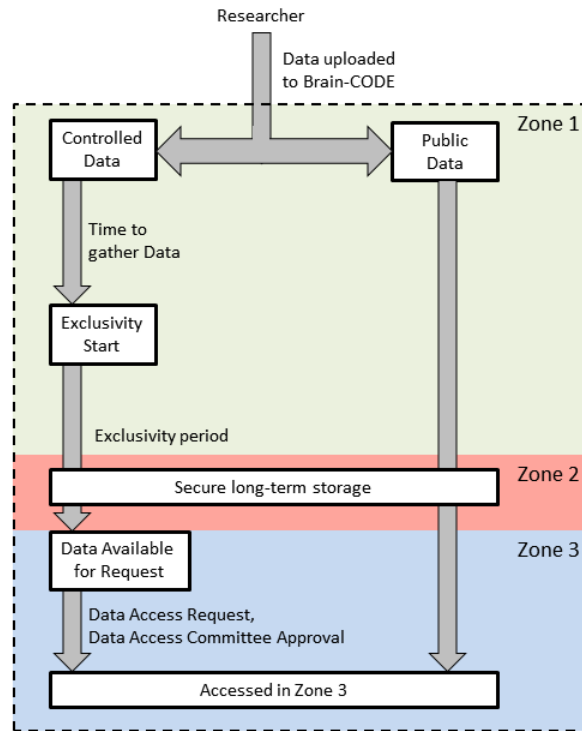 Researcher
Data uploaded
to Brain-CODE
Zone 1
Controlled
Data
Public
Data
Time to
gather Data
Exclusivity
Start
Exclusivity period
Zone 2
Secure long-term storage
Zone 3
Data Available
for Request
Data Access Request,
Data Access Committee Approval
Accessed in Zone 3